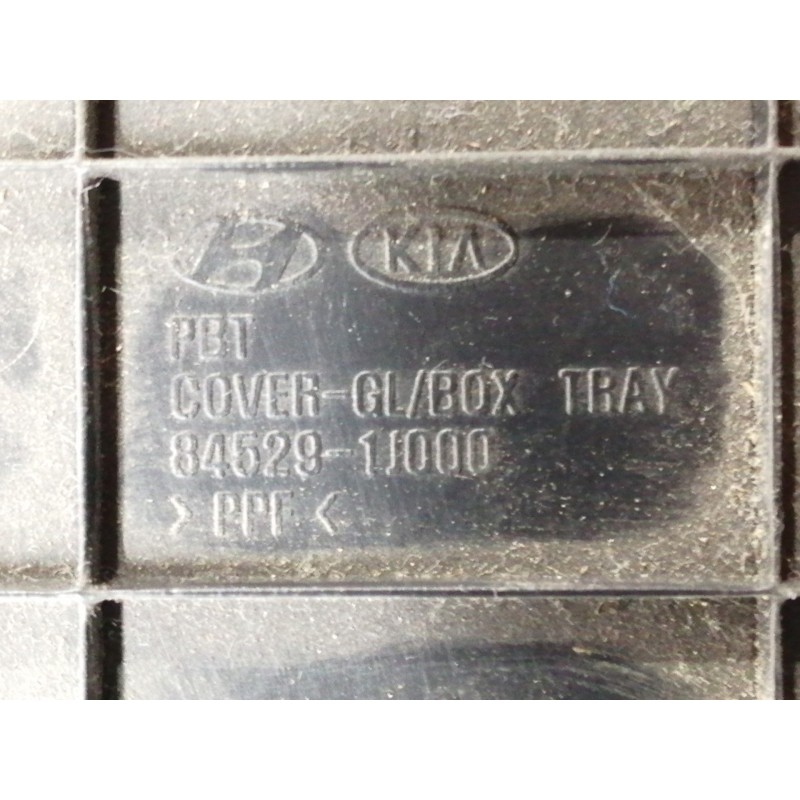 KIA
PBT
COVER-GL/BOX TRAY
84529-1J000
> PPF <